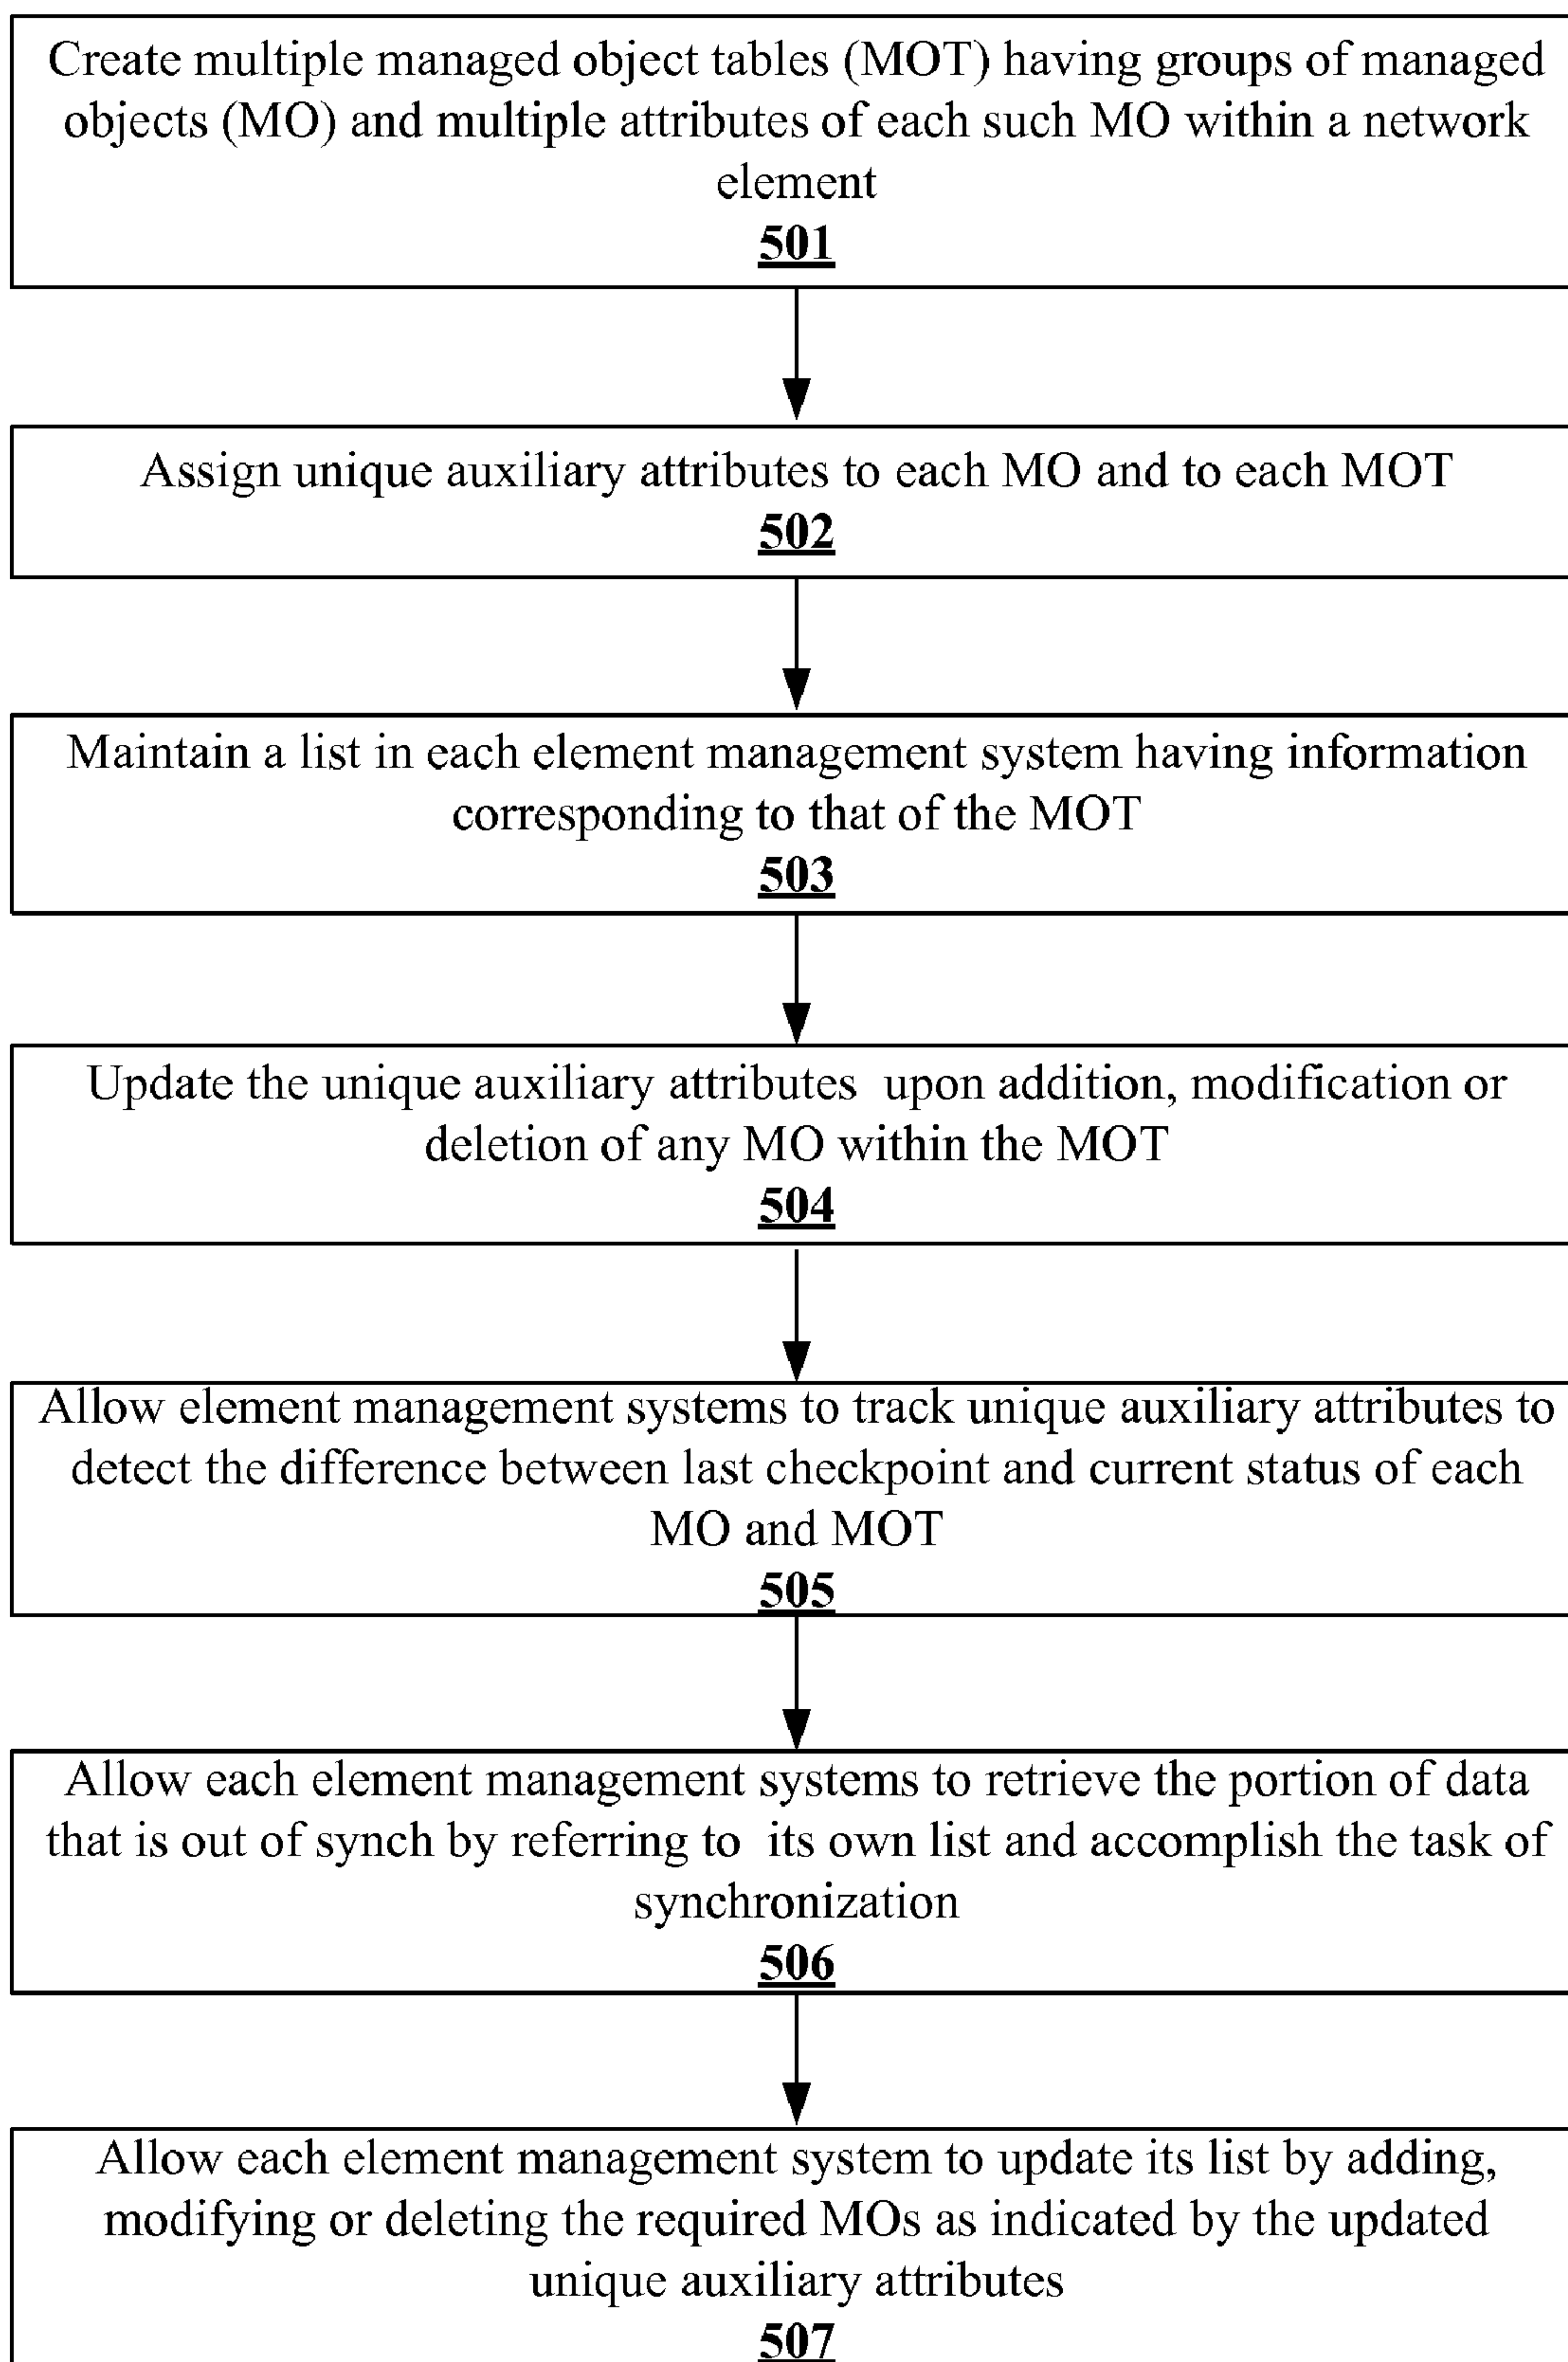 Create multiple managed object tables (MOT) having groups of managed
objects (MO) and multiple attributes of each such MO within a network
element
501
Assign unique auxiliary attributes to each MO and to each MOT
502
Maintain a list in each element management system having information
corresponding to that of the MOT
503
Update the unique auxiliary attributes upon addition, modification or
deletion of any MO within the MOT
504
Allow element management systems to track unique auxiliary attributes to
detect the difference between last checkpoint and current status of each
MO and MOT
505
Allow each element management systems to retrieve the portion of data
that is out of synch by referring to its own list and accomplish the task of
synchronization
506
Allow each element management system to update its list by adding,
modifying or deleting the required MOs as indicated by the updated
unique auxiliary attributes
507